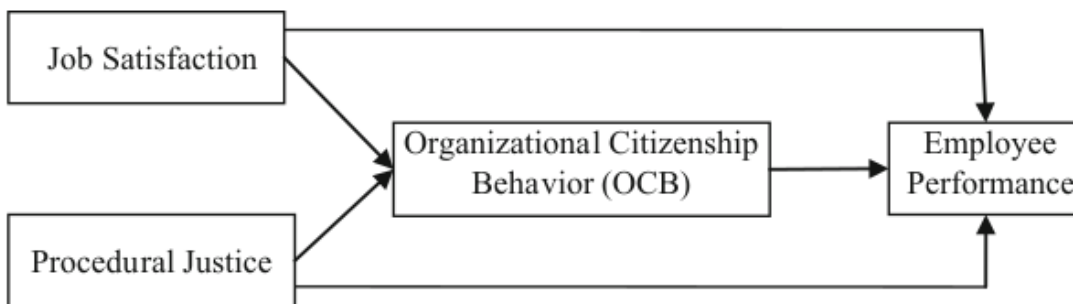 Job Satisfaction
Organizational Citizenship
Behavior (OCB)
Employee
Performance
Procedural Justice